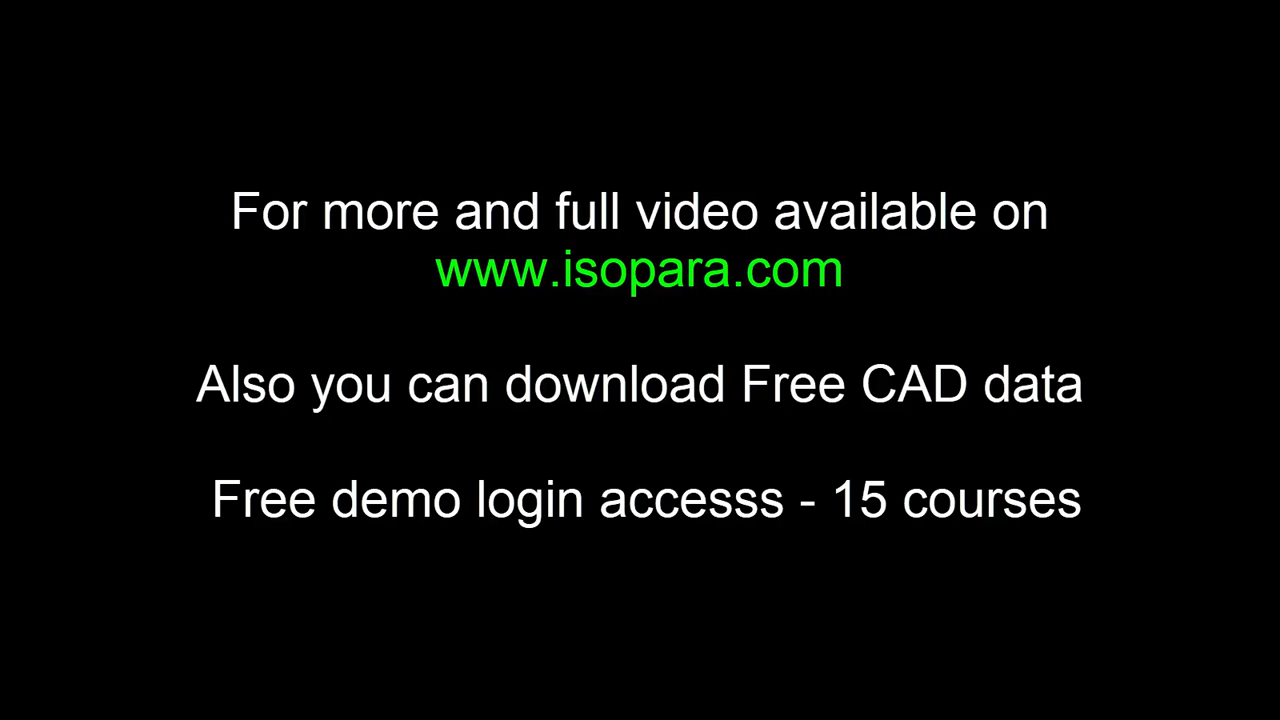 For more and full video available on
www.isopara.com
Also you can download Free CAD data
Free demo login accesss - 15 courses